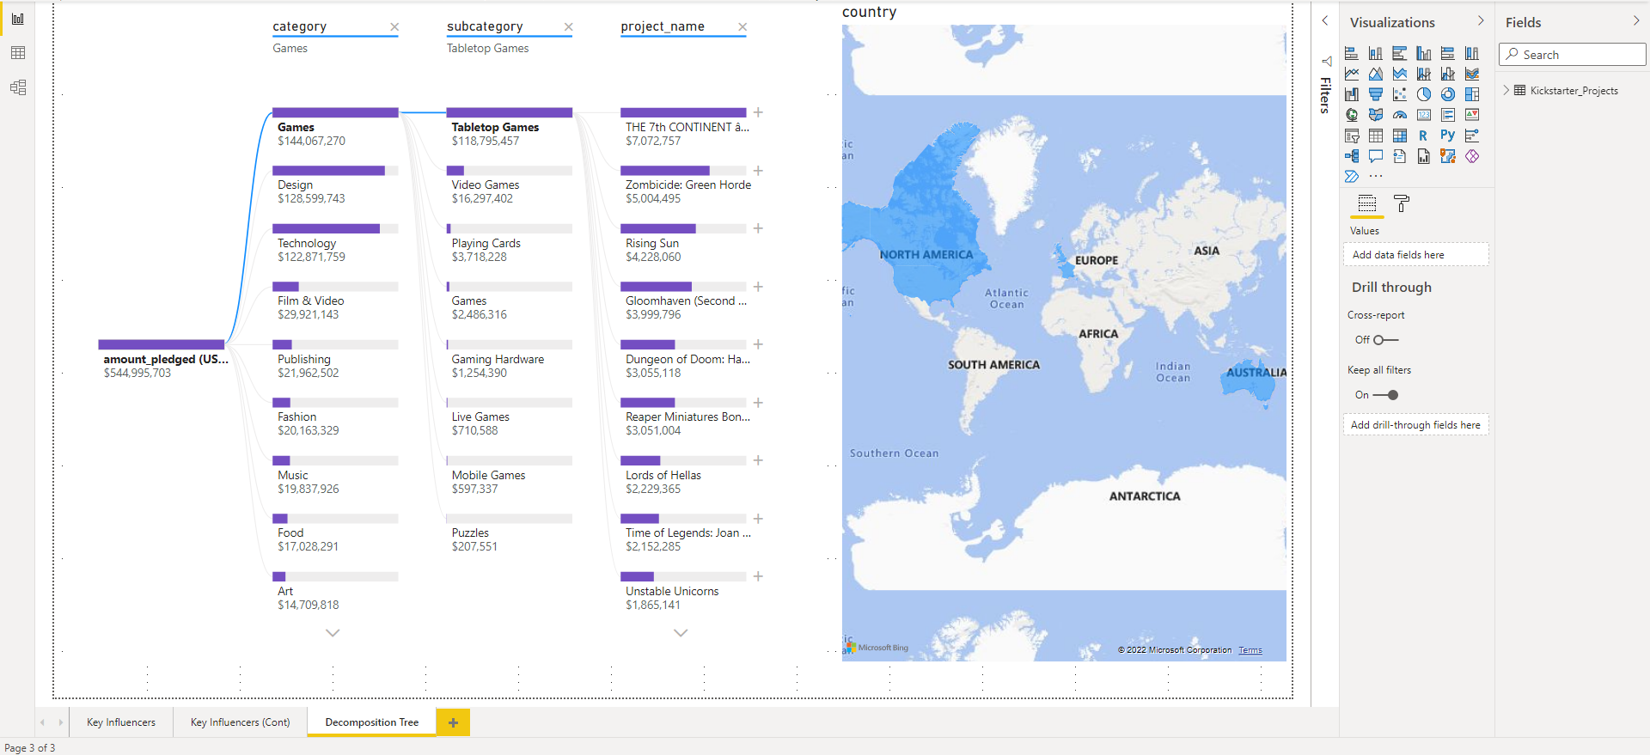 category
Games
subcategory
Tabletop Games
project_name
Games
$144,067,270
Design
$128,599,743
Technology
$122,871,759
Film & Video
$29,921,143
amount_pledged (US...
$544,995,703
Publishing
$21,962,502
Fashion
$20,163,329
Music
$19,837,926
Food
$17,028,291
Art
$14,709,818
Tabletop Games
$118,795,457
Video Games
$16,297,402
Playing Cards
$3,718,228
Games
$2,486,316
Gaming Hardware
$1,254,390
Live Games
$710,588
Mobile Games
$597,337
Puzzles
$207,551
THE 7th CONTINENT â...
$7,072,757
Zombicide: Green Horde
$5,004,495
Rising Sun
$4,228,060
Gloomhaven (Second ...
$3,999,796
Dungeon of Doom: Ha...
$3,055,118
Reaper Miniatures Bon...
$3,051,004
Lords of Hellas
$2,229,365
Time of Legends: Joan ...
$2,152,285
Unstable Unicorns
$1,865,141
country
ic
an
NORTH AMERICA
EUROPE
ASIA
fic
an
Atlantic
Ocean
AFRICA
SOUTH AMERICA
Indian
Ocean
AUSTRALIA
Southern Ocean
ANTARCTICA
ic
Microsoft Bing
© 2022 Microsoft Corporation
Terms
Filters
Visualizations
R
Py
...
Values
Add data fields here
Drill through
Cross-report
Off
Keep all filters
On
Add drill-through fields here
Fields
Search
Kickstarter_Projects
Key Influencers
Key Influencers (Cont)
Decomposition Tree
+
Page 3 of 3